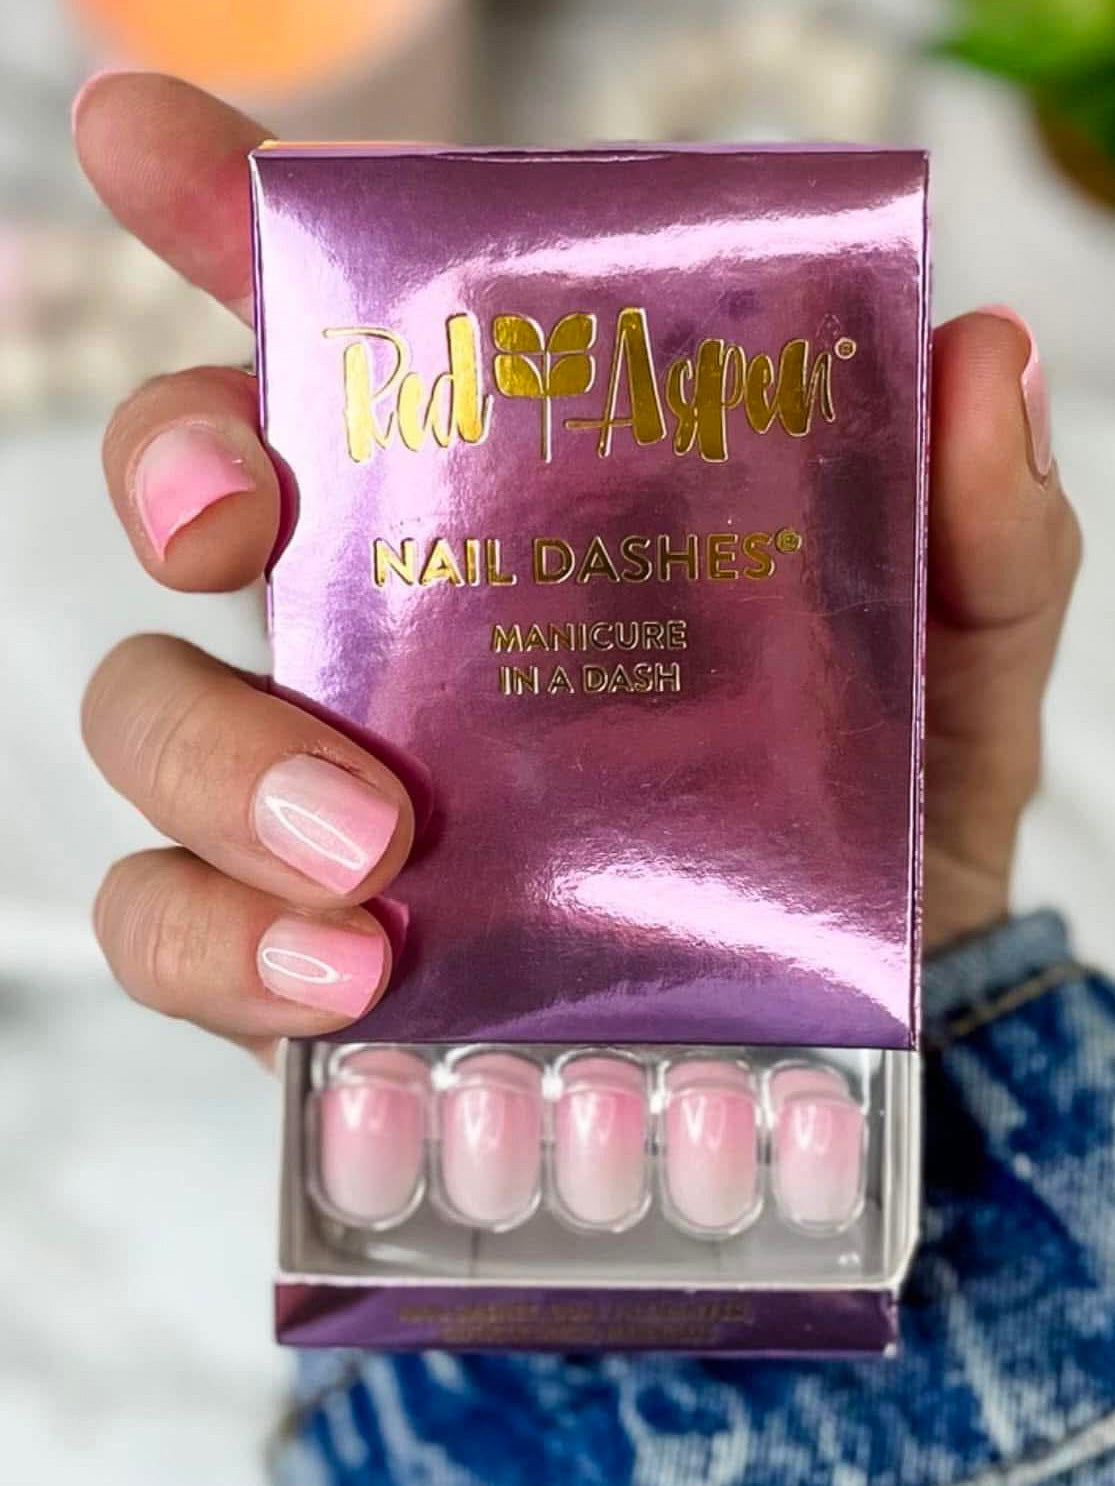 Red Aspen®
NAIL DASHES®
MANICURE
IN A DASH